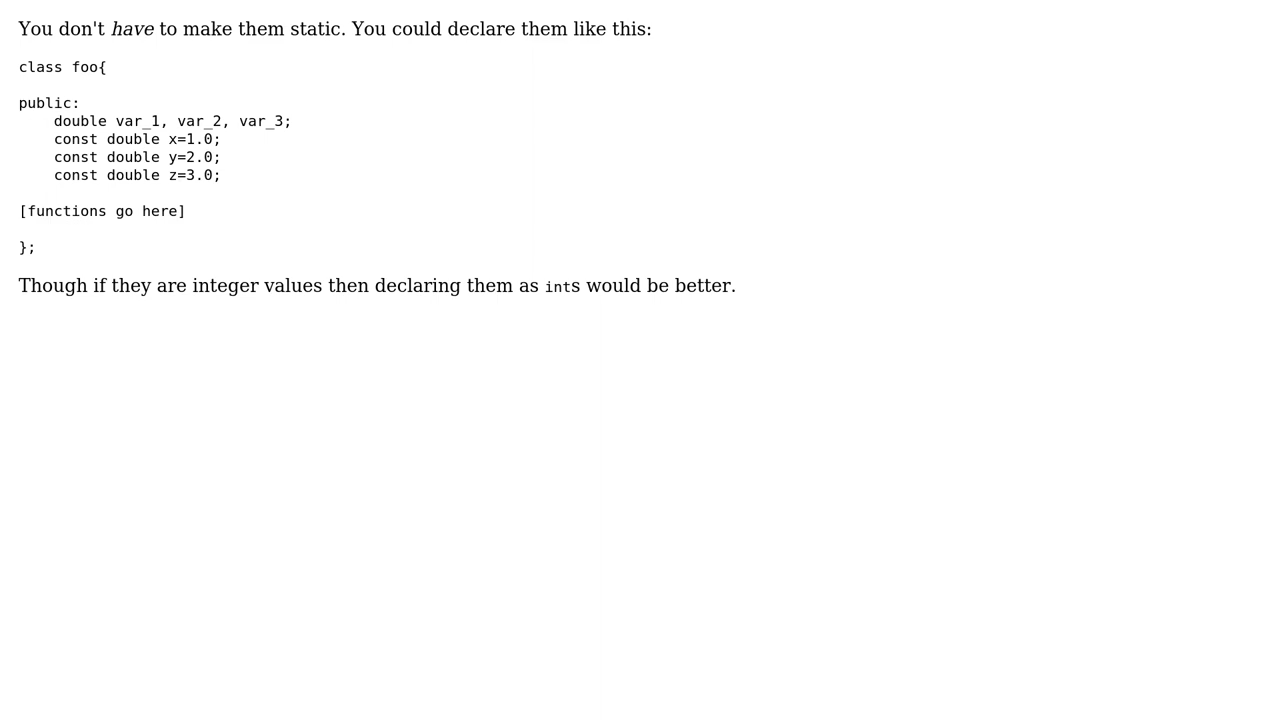 You don't have to make them static. You could declare them like this:
class foo{
public:
    double var_1, var_2, var_3;
    const double x=1.0;
    const double y=2.0;
    const double z=3.0;
[functions go here]
};
Though if they are integer values then declaring them as ints would be better.